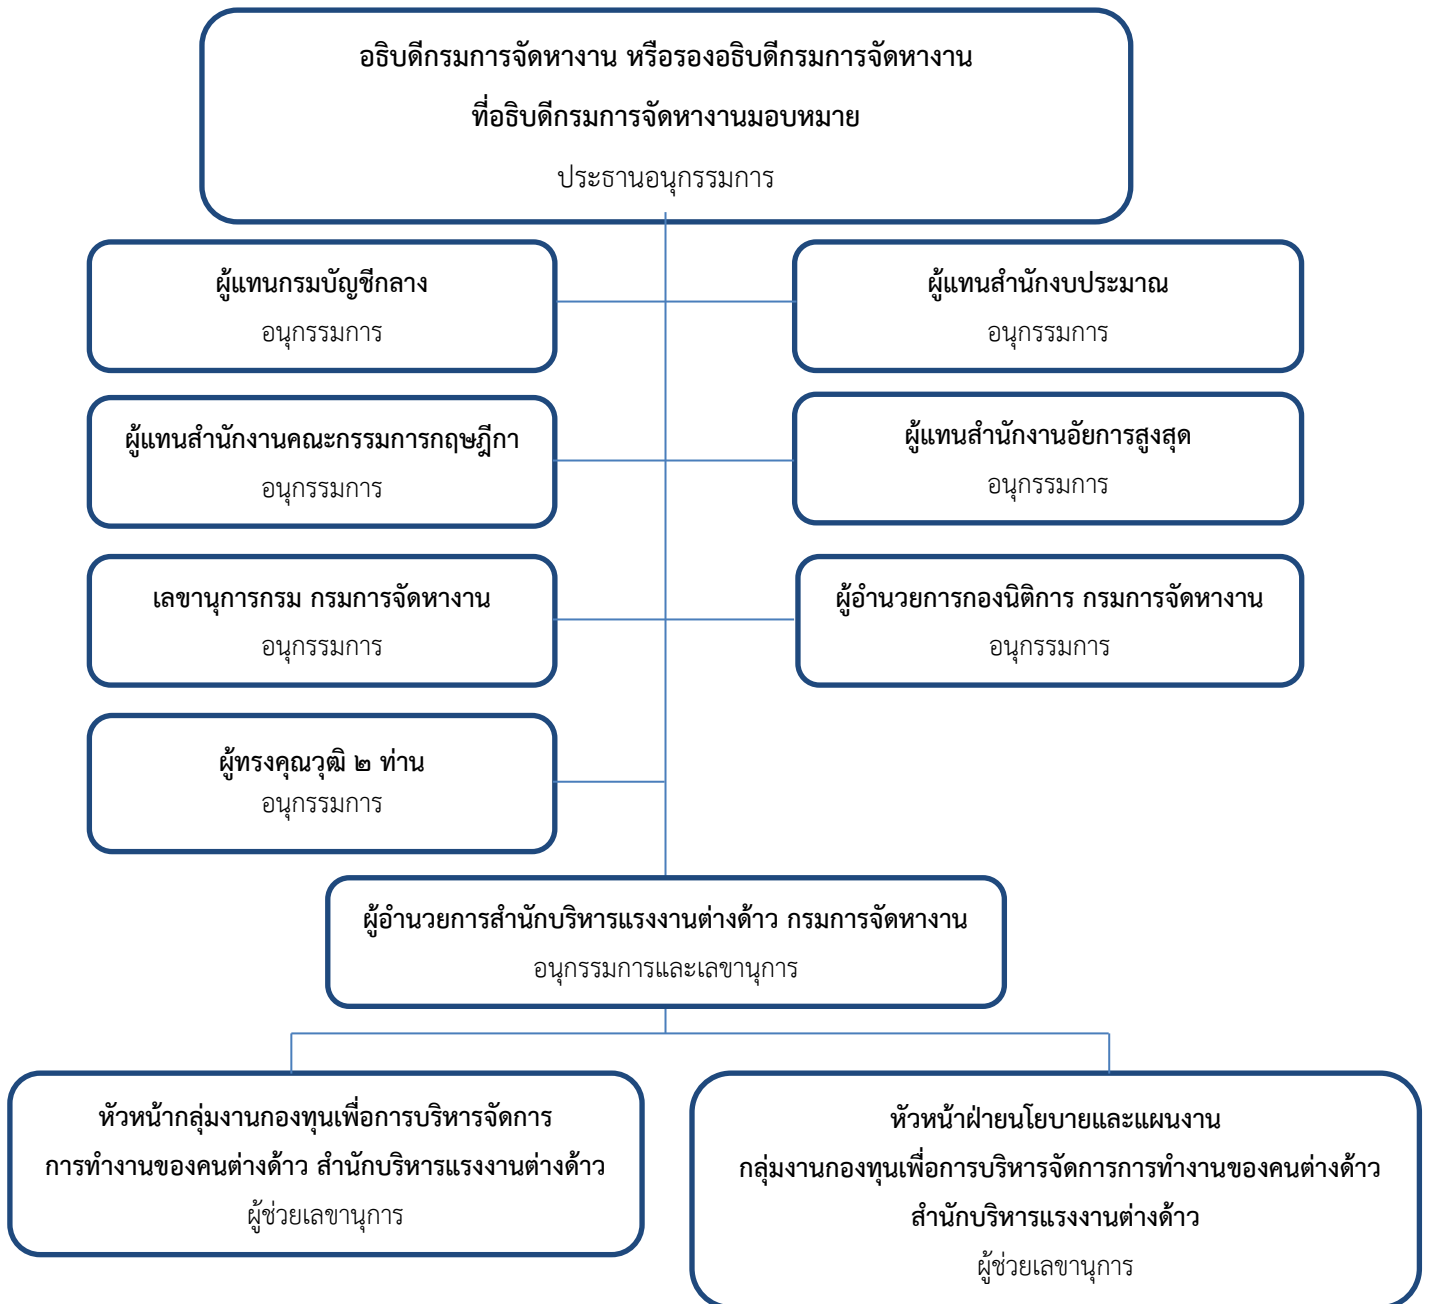 อธิบดีกรมการจัดหางาน หรือรองอธิบดีกรมการจัดหางาน
ที่อธิบดีกรมการจัดหางานมอบหมาย
ประธานอนุกรรมการ
ผู้แทนกรมบัญชีกลาง
อนุกรรมการ
ผู้แทนสำนักงบประมาณ
อนุกรรมการ
ผู้แทนสำนักงานคณะกรรมการกฤษฎีกา
อนุกรรมการ
ผู้แทนสำนักงานอัยการสูงสุด
อนุกรรมการ
เลขานุการกรม กรมการจัดหางาน
อนุกรรมการ
ผู้อำนวยการกองนิติการ กรมการจัดหางาน
อนุกรรมการ
ผู้ทรงคุณวุฒิ ๒ ท่าน
อนุกรรมการ
ผู้อำนวยการสำนักบริหารแรงงานต่างด้าว กรมการจัดหางาน
อนุกรรมการและเลขานุการ
หัวหน้ากลุ่มงานกองทุนเพื่อการบริหารจัดการ
การทำงานของคนต่างด้าว สำนักบริหารแรงงานต่างด้าว
ผู้ช่วยเลขานุการ
หัวหน้าฝ่ายนโยบายและแผนงาน
กลุ่มงานกองทุนเพื่อการบริหารจัดการการทำงานของคนต่างด้าว
สำนักบริหารแรงงานต่างด้าว
ผู้ช่วยเลขานุการ